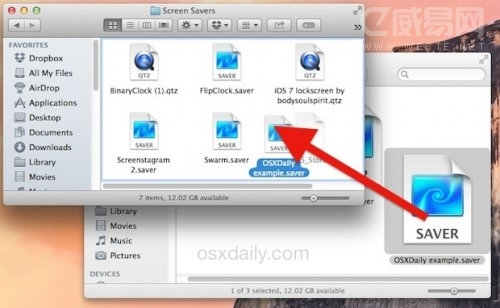 Screen Savers
威易网
WEISTE.NET
FAVORITES
Dropbox
All My Files
AirDrop
Applications
Desktop
Documents
Downloads
Library
Movies
QTZ
BinaryClock (1).qtz
SAVER
FlipClock.saver
QTZ
iOS 7 lockscreen by
bodysoulspirit.qtz
SAVER
Screenstagram
2.saver
SAVER
Swarm.saver
SAVER
OSXDaily
example.saver
7 items, 12.02 GB available
Library
Movies
Music
Pictures
DEVICES
SAVER
OSXDaily example.saver
osxdaily.com
1 of 3 selected, 12.02 GB available